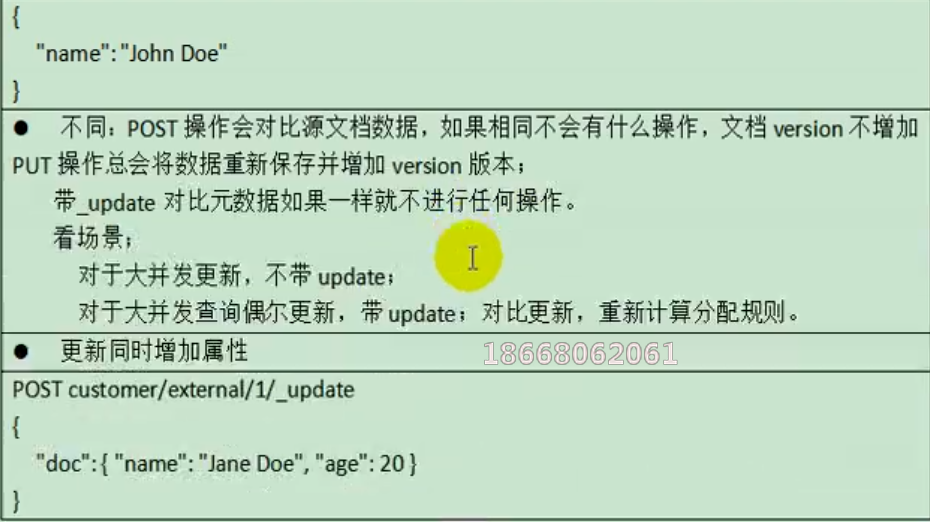 {
"name": "John Doe"
}
● 不同：POST 操作会对比源文档数据，如果相同不会有什么操作，文档 version 不增加
PUT 操作总会将数据重新保存并增加 version 版本；
带_update 对比元数据如果一样就不进行任何操作。
看场景；
对于大并发更新，不带 update；
对于大并发查询偶尔更新，带 update；对比更新，重新计算分配规则。
● 更新同时增加属性
18668062061
POST customer/external/1/_update
{
"doc": { "name": "Jane Doe", "age": 20 }
}